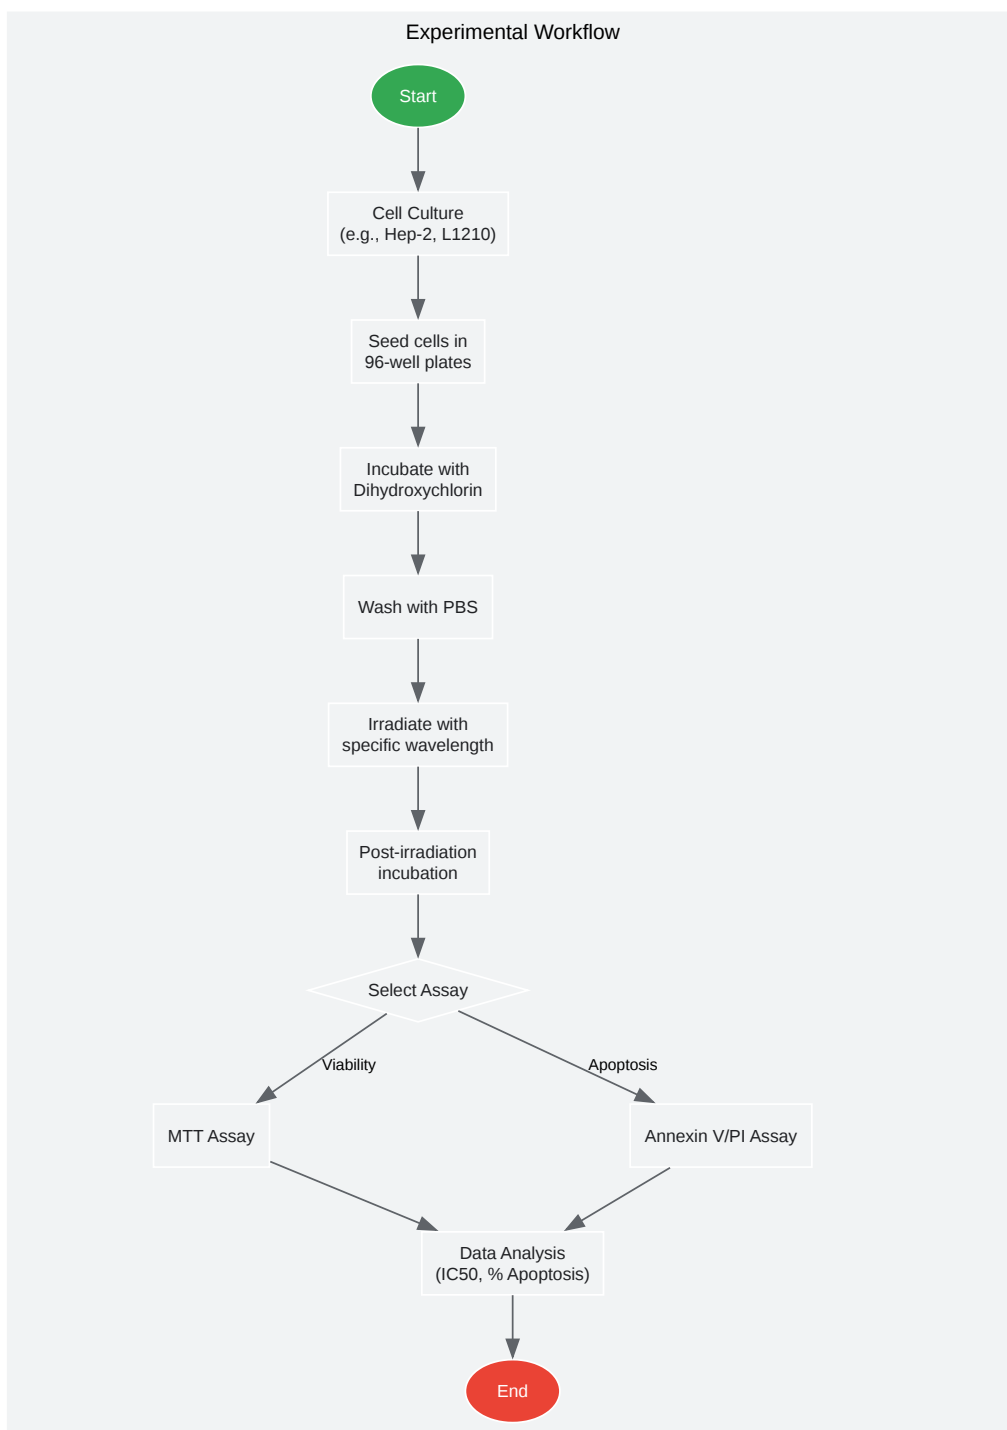 Experimental Workflow
Start
Cell Culture
(e.g., Hep-2, L1210)
Seed cells in
96-well plates
Incubate with
Dihydroxychlorin
Wash with PBS
Irradiate with
specific wavelength
Post-irradiation
incubation
Select Assay
Viability
Apoptosis
MTT Assay
Annexin V/PI Assay
Data Analysis
(IC50, % Apoptosis)
End